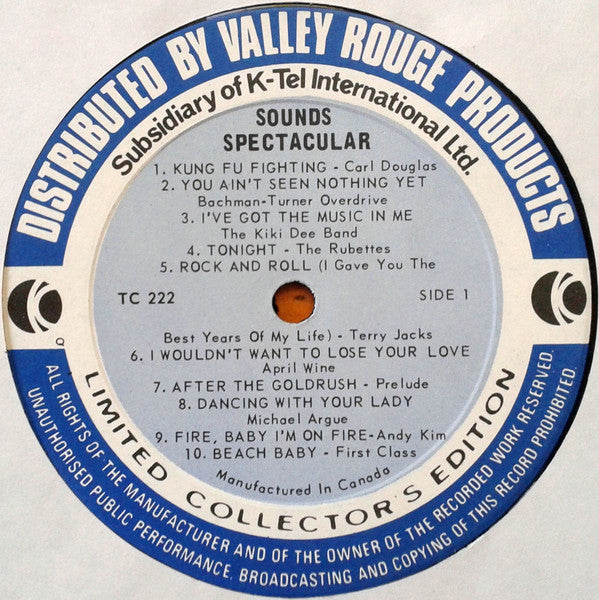 DISTRIBUTED BY VALLEY ROUGE PRODUCTS
Subsidiary of K-Tel International Ltd.
SOUNDS
SPECTACULAR
1. KUNG FU FIGHTING - Carl Douglas
2. YOU AIN'T SEEN NOTHING YET
Bachman-Turner Overdrive
3. I'VE GOT THE MUSIC IN ME
The Kiki Dee Band
4. TONIGHT - The Rubettes
5. ROCK AND ROLL (I Gave You The
TC 222
SIDE 1
Best Years Of My Life) - Terry Jacks
6. I WOULDN'T WANT TO LOSE YOUR LOVE
April Wine
7. AFTER THE GOLDRUSH - Prelude
8. DANCING WITH YOUR LADY
Michael Argue
9. FIRE, BABY I'M ON FIRE-Andy Kim
10. BEACH BABY - First Class
Manufactured In Canada
LIMITED COLLECTOR'S EDITION
ALL RIGHTS OF THE MANUFACTURER AND OF THE OWNER OF THE RECORDED WORK RESERVED.
UNAUTHORISED PUBLIC PERFORMANCE, BROADCASTING AND COPYING OF THIS RECORD PROHIBITED.